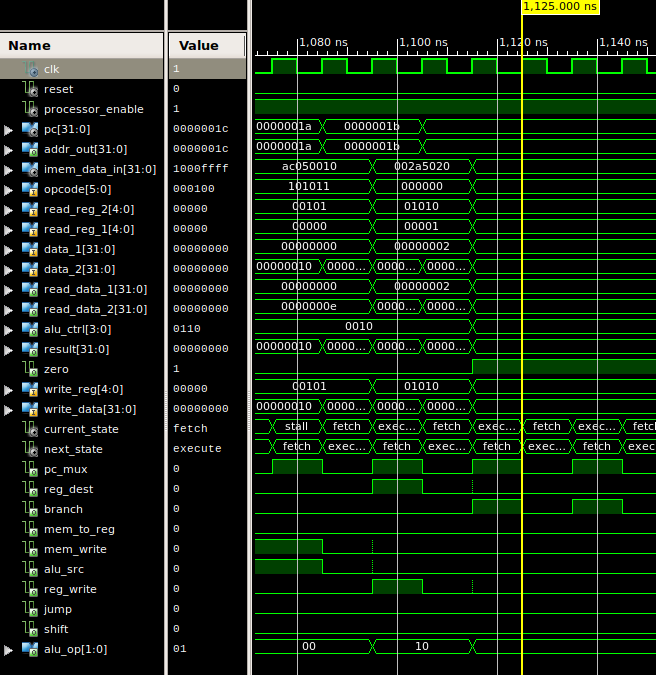 1,125.000 ns
Name Value 1,080 ns 1,100 ns 1,120 ns 1,140 ns
clk 1
reset 0
processor_enable 1
pc[31:0] 0000001c 0000001a 0000001b
addr_out[31:0] 0000001c 0000001a 0000001b
imem_data_in[31:0] 1000ffff ac050010 002a5020
opcode[5:0] 000100 101011 000000
read_reg_2[4:0] 00000 00101 01010
read_reg_1[4:0] 00000 00000 00001
data_1[31:0] 00000000 00000000 00000002
data_2[31:0] 00000000 00000010 0000... 0000... 0000...
read_data_1[31:0] 00000000 00000000 00000002
read_data_2[31:0] 00000000 0000000e 0000... 0000...
alu_ctrl[3:0] 0110 0010
result[31:0] 00000000 00000010 0000... 0000... 0000...
zero 1
write_reg[4:0] 00000 00101 01010
write_data[31:0] 00000000 00000010 0000... 0000... 0000...
current_state fetch stall fetch exec... fetch exec... fetch exec... fetch
next_state execute fetch exec... fetch exec... fetch exec... fetch exec...
pc_mux 0
reg_dest 0
branch 0
mem_to_reg 0
mem_write 0
alu_src 0
reg_write 0
jump 0
shift 0
alu_op[1:0] 01 00 10